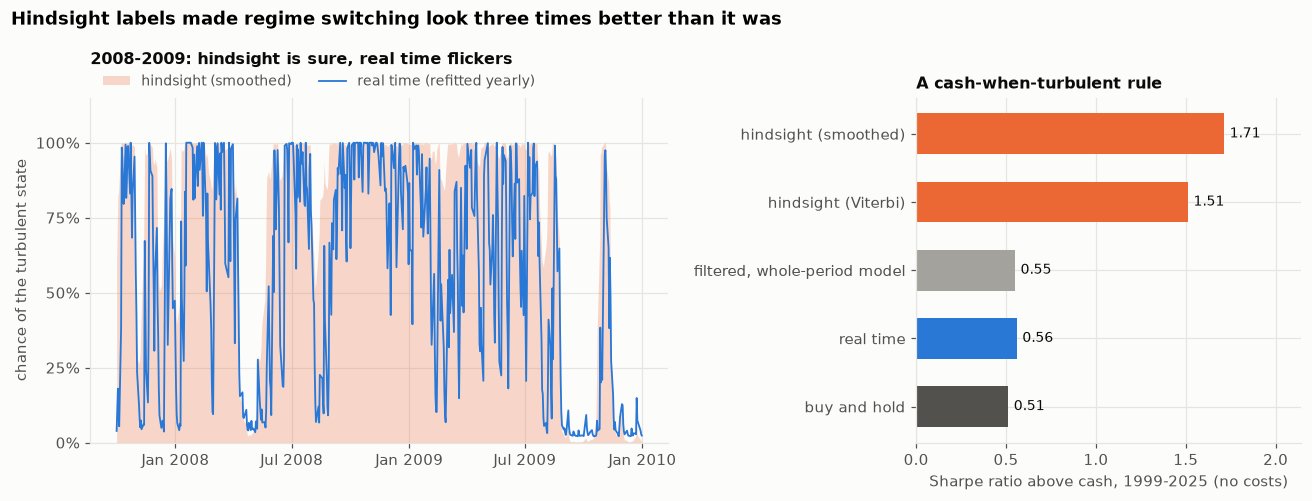 Hindsight labels made regime switching look three times better than it was
2008-2009: hindsight is sure, real time flickers
hindsight (smoothed)
real time (refitted yearly)
chance of the turbulent state
100%
75%
50%
25%
0%
Jan 2008
Jul 2008
Jan 2009
Jul 2009
Jan 2010
A cash-when-turbulent rule
hindsight (smoothed)
1.71
hindsight (Viterbi)
1.51
filtered, whole-period model
0.55
real time
0.56
buy and hold
0.51
0.0
0.5
1.0
1.5
2.0
Sharpe ratio above cash, 1999-2025 (no costs)